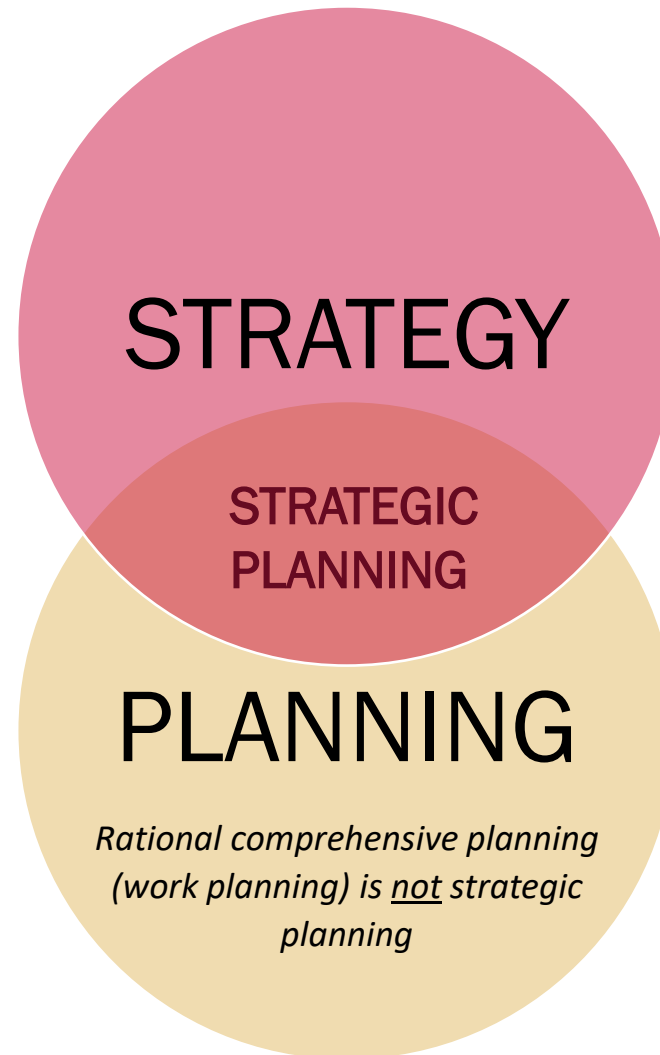 STRATEGY
STRATEGIC
PLANNING
PLANNING
Rational comprehensive planning
(work planning) is not strategic
planning